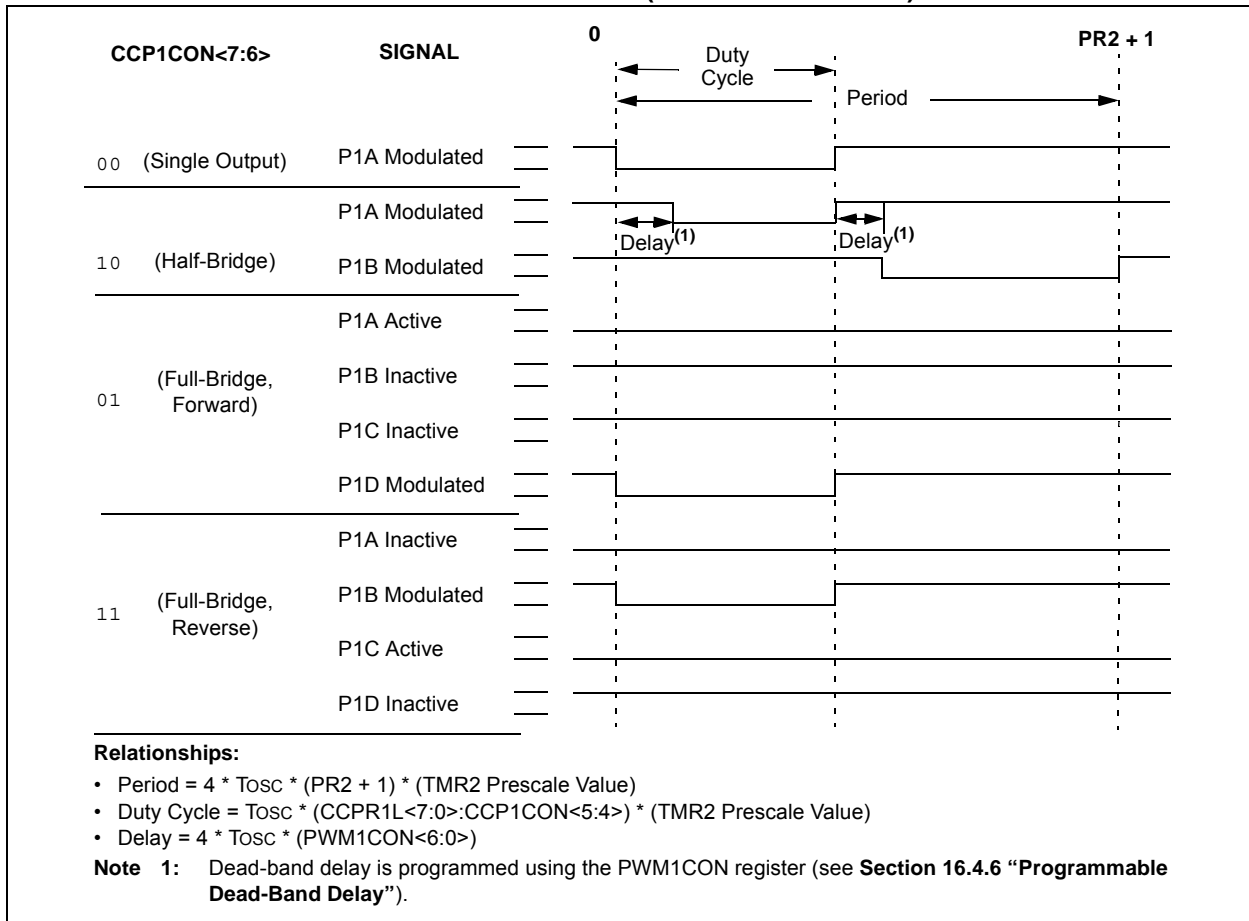 0
PR2 + 1
CCP1CON<7:6>
SIGNAL
Duty
Cycle
Period
00 (Single Output) P1A Modulated
P1A Modulated
Delay(1) Delay(1)
10 (Half-Bridge) P1B Modulated
P1A Active
P1B Inactive
(Full-Bridge,
01 Forward)
P1C Inactive
P1D Modulated
P1A Inactive
P1B Modulated
(Full-Bridge,
11 Reverse)
P1C Active
P1D Inactive
Relationships:
• Period = 4 * TOSC * (PR2 + 1) * (TMR2 Prescale Value)
• Duty Cycle = TOSC * (CCPR1L<7:0>:CCP1CON<5:4>) * (TMR2 Prescale Value)
• Delay = 4 * TOSC * (PWM1CON<6:0>)
Note 1: Dead-band delay is programmed using the PWM1CON register (see Section 16.4.6 “Programmable
Dead-Band Delay”).